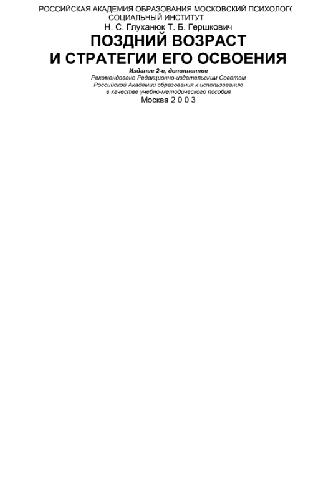 РОССИЙСКАЯ АКАДЕМИЯ ОБРАЗОВАНИЯ МОСКОВСКИЙ ПСИХОЛОГО
СОЦИАЛЬНЫЙ ИНСТИТУТ
Н. С. Глуханюк Т. Б. Гершкович
ПОЗДНИЙ ВОЗРАСТ
И СТРАТЕГИИ ЕГО ОСВОЕНИЯ
Издание 2-е, дополненное
Рекомендовано Редакционно-издательским Советом
Российской Академии образования к использованию
в качестве учебно-методического пособия
Москва 2 0 0 3